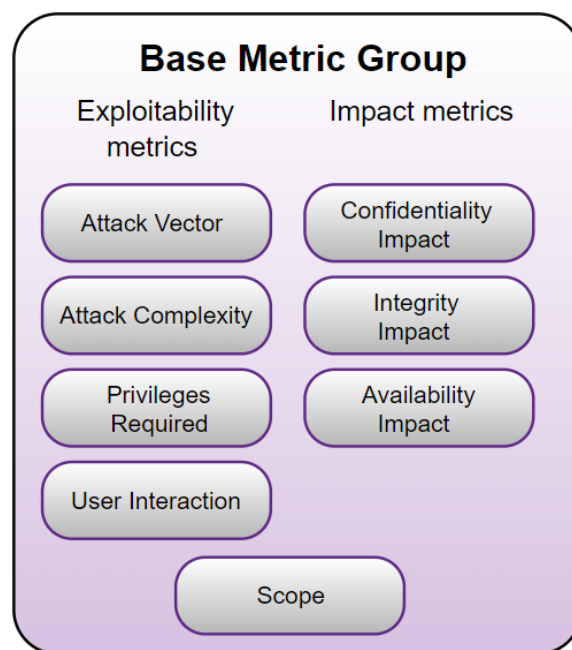 Base Metric Group
Exploitability
metrics
Impact metrics
Attack Vector
Confidentiality
Impact
Attack Complexity
Integrity
Impact
Privileges
Required
Availability
Impact
User Interaction
Scope